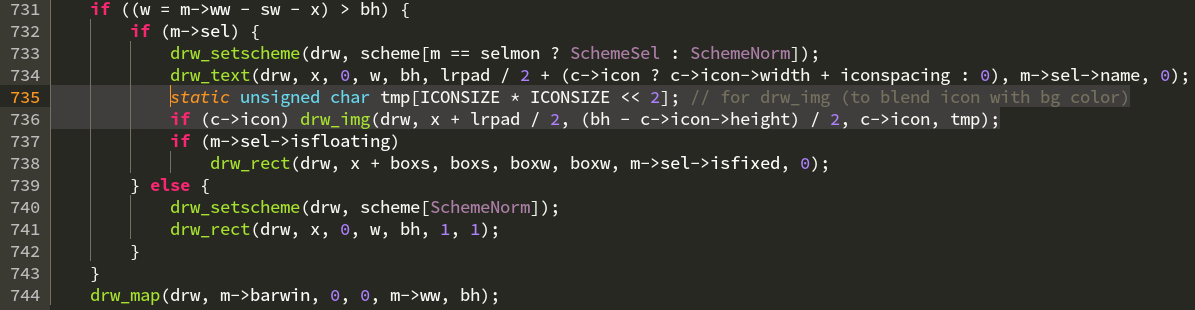 731 if ((w = m->ww - sw - x) > bh) {
732 if (m->sel) {
733 drw_setscheme(drw, scheme[m == selmon ? SchemeSel : SchemeNorm]);
734 drw_text(drw, x, 0, w, bh, lrpad / 2 + (c->icon ? c->icon->width + iconspacing : 0), m->sel->name, 0);
735 static unsigned char tmp[ICONSIZE * ICONSIZE << 2]; // for drw_img (to blend icon with bg color)
736 if (c->icon) drw_img(drw, x + lrpad / 2, (bh - c->icon->height) / 2, c->icon, tmp);
737 if (m->sel->isfloating)
738 drw_rect(drw, x + boxs, boxs, boxw, boxw, m->sel->isfixed, 0);
739 } else {
740 drw_setscheme(drw, scheme[SchemeNorm]);
741 drw_rect(drw, x, 0, w, bh, 1, 1);
742 }
743 }
744 drw_map(drw, m->barwin, 0, 0, m->ww, bh);